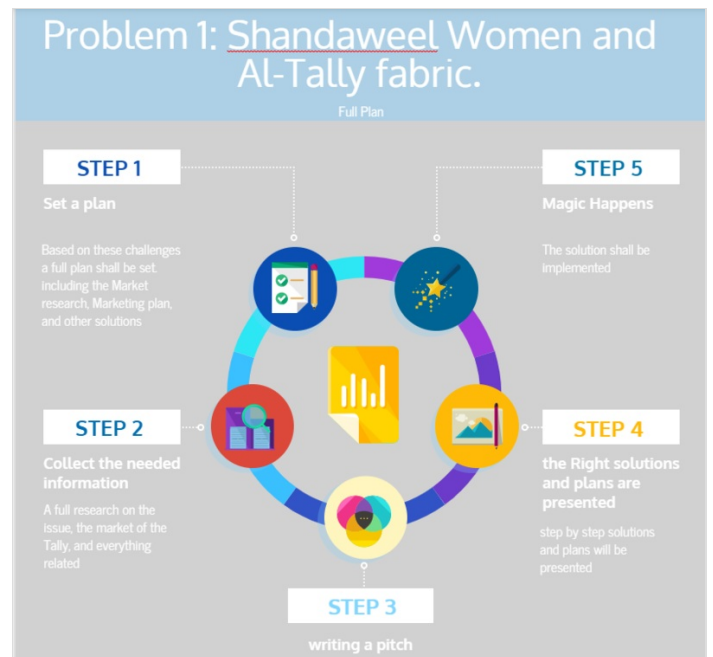 Problem 1: Shandaweel Women and
Al-Tally fabric.
Full Plan
STEP 1
Set a plan
Based on these challenges
a full plan shall be set.
including the Market
research, Marketing plan,
and other solutions
STEP 2
Collect the needed
information
A full research on the
issue, the market of the
Tally, and everything
related
STEP 3
writing a pitch
STEP 4
the Right solutions
and plans are
presented
step by step solutions
and plans will be
presented
STEP 5
Magic Happens
The solution shall be
implemented